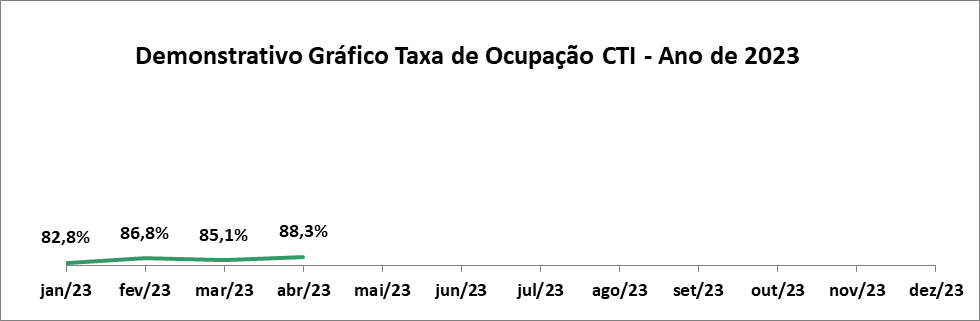 Demonstrativo Gráfico Taxa de Ocupação CTI - Ano de 2023
82,8% 86,8% 85,1% 88,3%
jan/23 fev/23 mar/23 abr/23 mai/23 jun/23 jul/23 ago/23 set/23 out/23 nov/23 dez/23